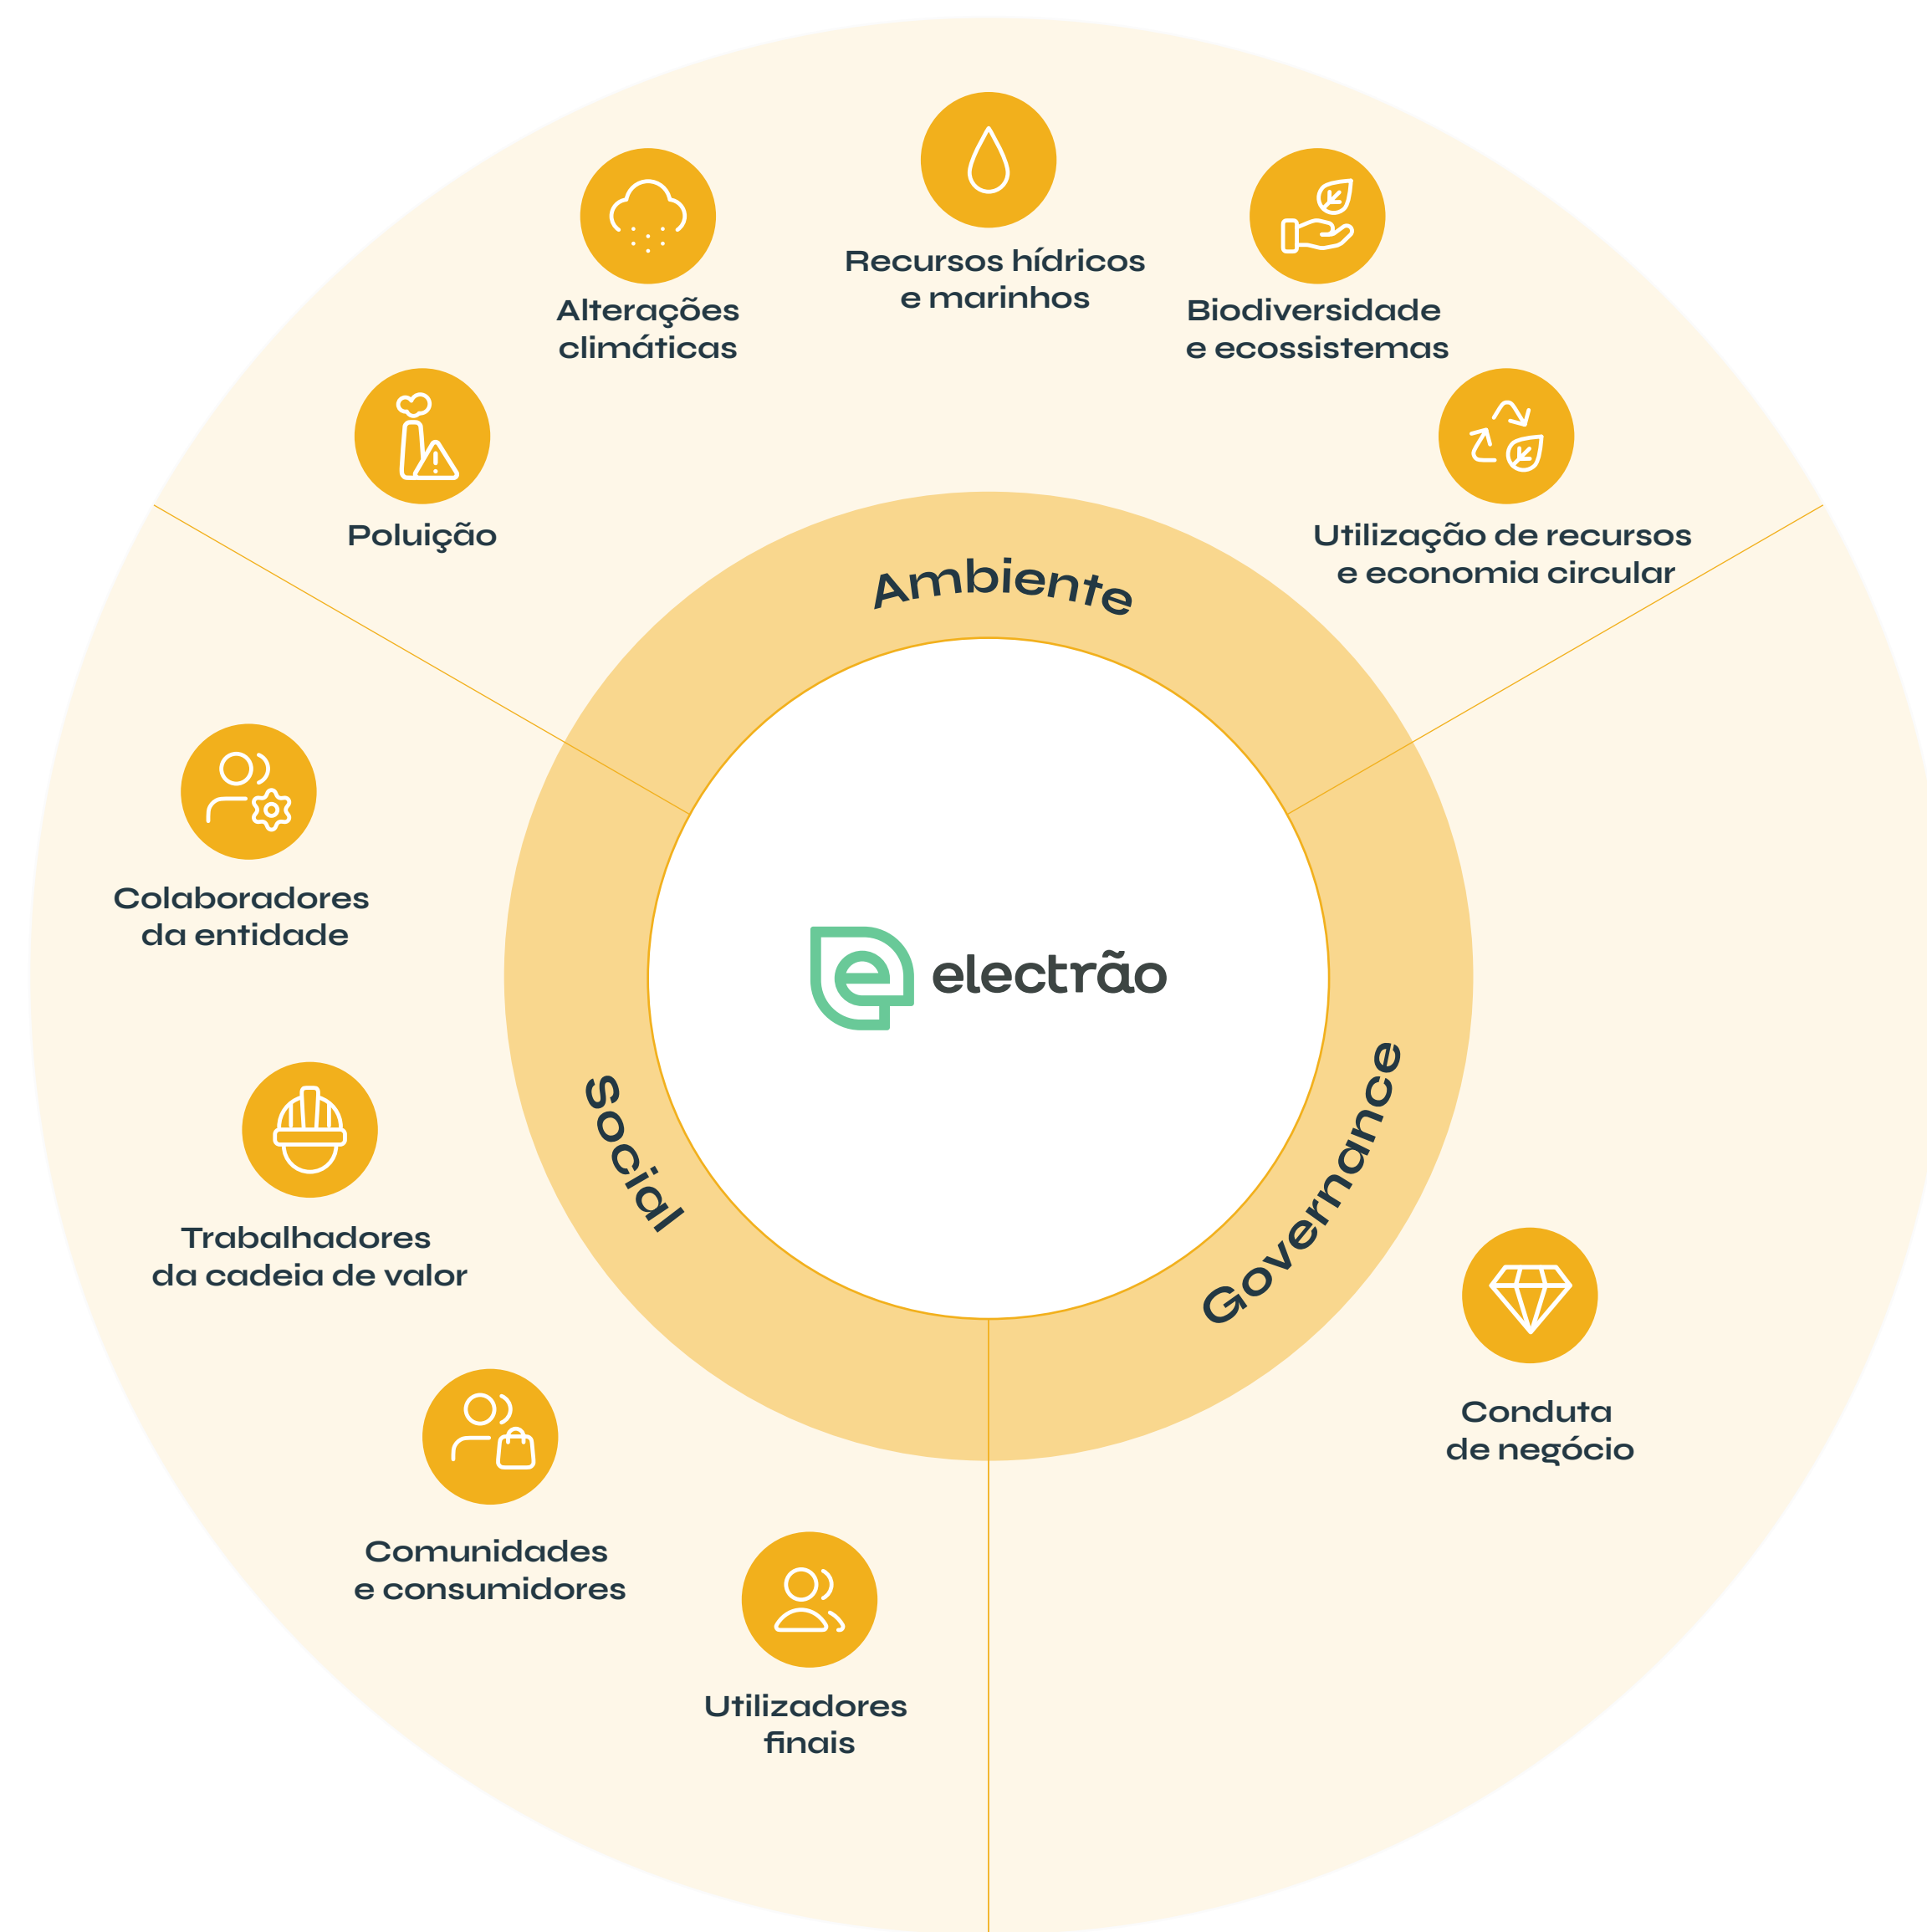 Recursos hídricos
e marinhos
Alterações
climáticas
Biodiversidade
e ecossistemas
Poluição
Utilização de recursos
e economia circular
Ambiente
Colaboradores
da entidade
electrão
Social
Governance
Trabalhadores
da cadeia de valor
Conduta
de negócio
Comunidades
e consumidores
Utilizadores
finais